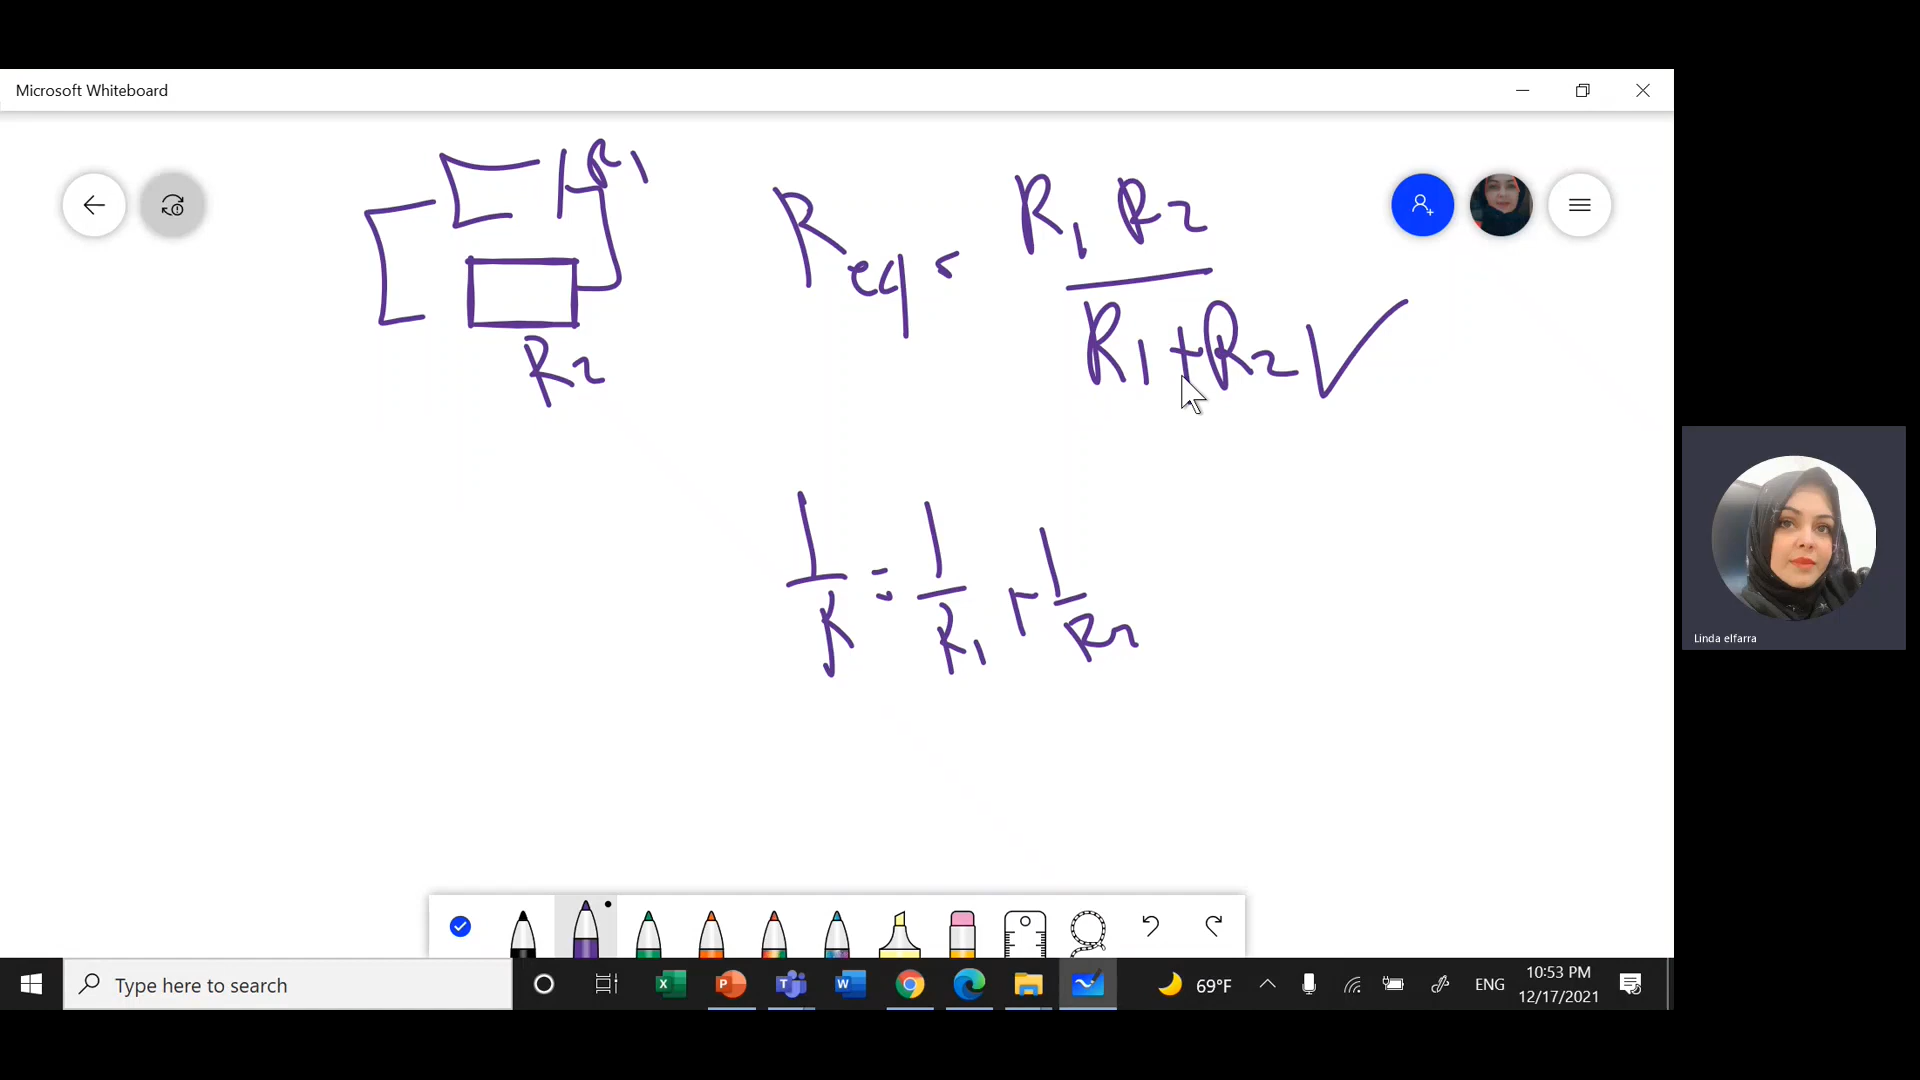 Microsoft Whiteboard
R1
R2
Req = R1 R2 / R1 + R2 ✓
1/R = 1/R1 + 1/R2
Linda elfarra
Type here to search
69°F
ENG
10:53 PM
12/17/2021